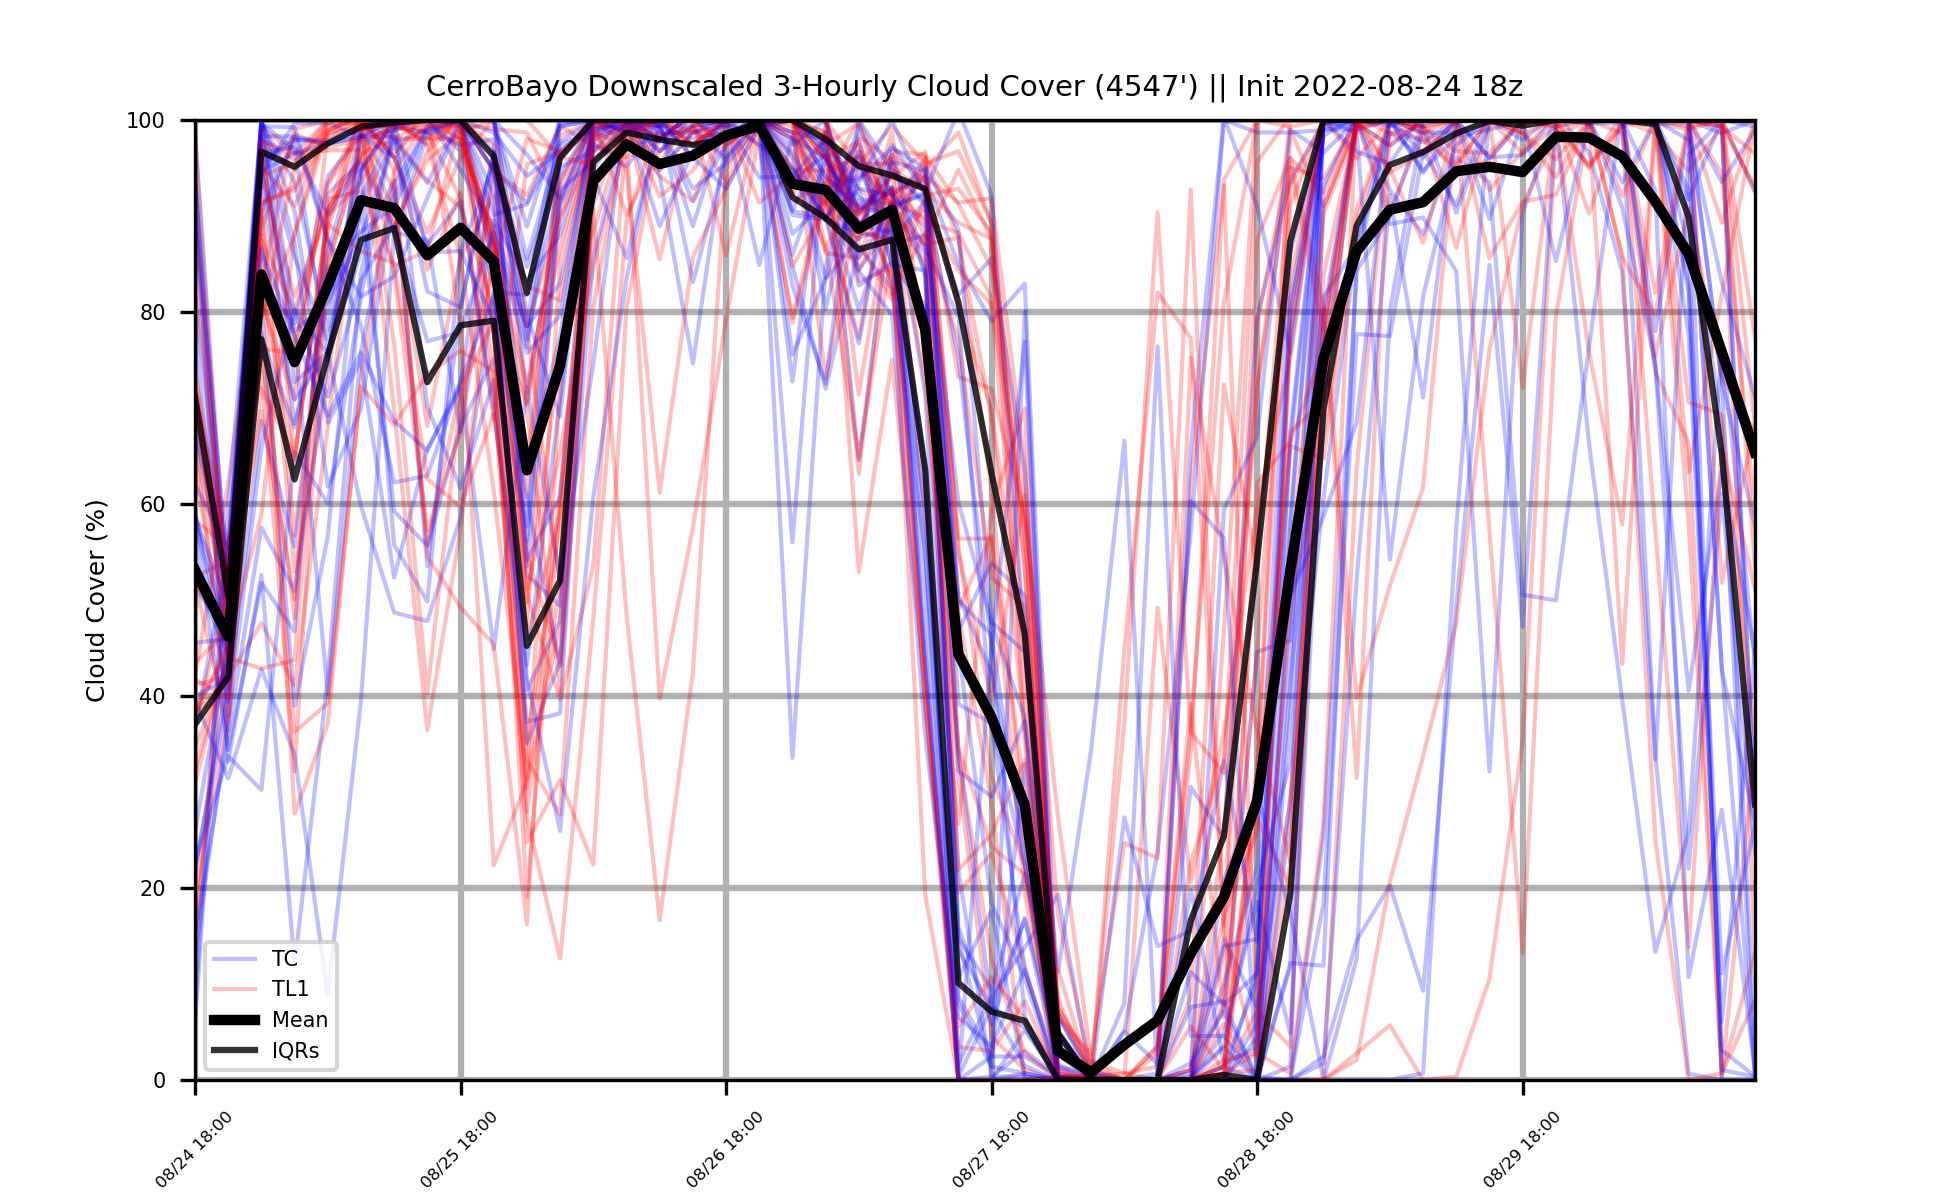 CerroBayo Downscaled 3-Hourly Cloud Cover (4547') || Init 2022-08-24 18z
Cloud Cover (%)
100
80
60
40
20
0
TC
TL1
Mean
IQRs
08/24 18:00
08/25 18:00
08/26 18:00
08/27 18:00
08/28 18:00
08/29 18:00